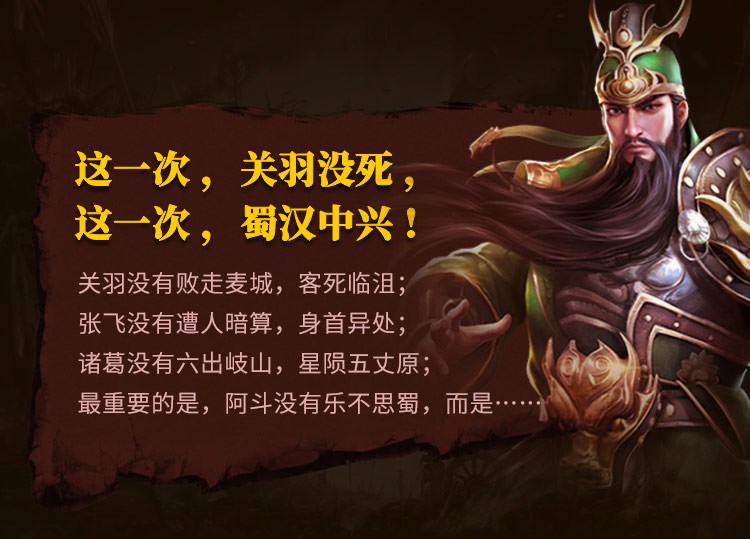 这一次，关羽没死，
这一次，蜀汉中兴！
关羽没有败走麦城，客死临沮；
张飞没有遭人暗算，身首异处；
诸葛没有六出岐山，星陨五丈原；
最重要的是，阿斗没有乐不思蜀，而是……